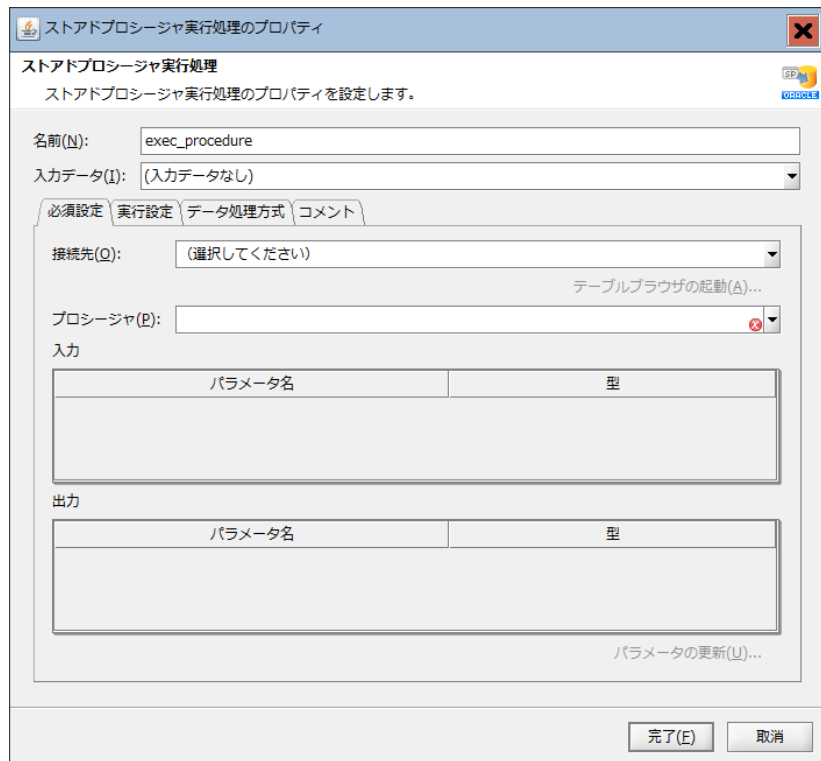 ストアドプロシージャ実行処理のプロパティ
ストアドプロシージャ実行処理
SP
ストアドプロシージャ実行処理のプロパティを設定します。
ORACLE
名前(N): exec_procedure
入力データ(I): (入力データなし)
必須設定 実行設定 データ処理方式 コメント
接続先(O): (選択してください)
テーブルブラウザの起動(A)...
プロシージャ(P):
入力
パラメータ名 型
出力
パラメータ名 型
パラメータの更新(U)...
完了(F) 取消